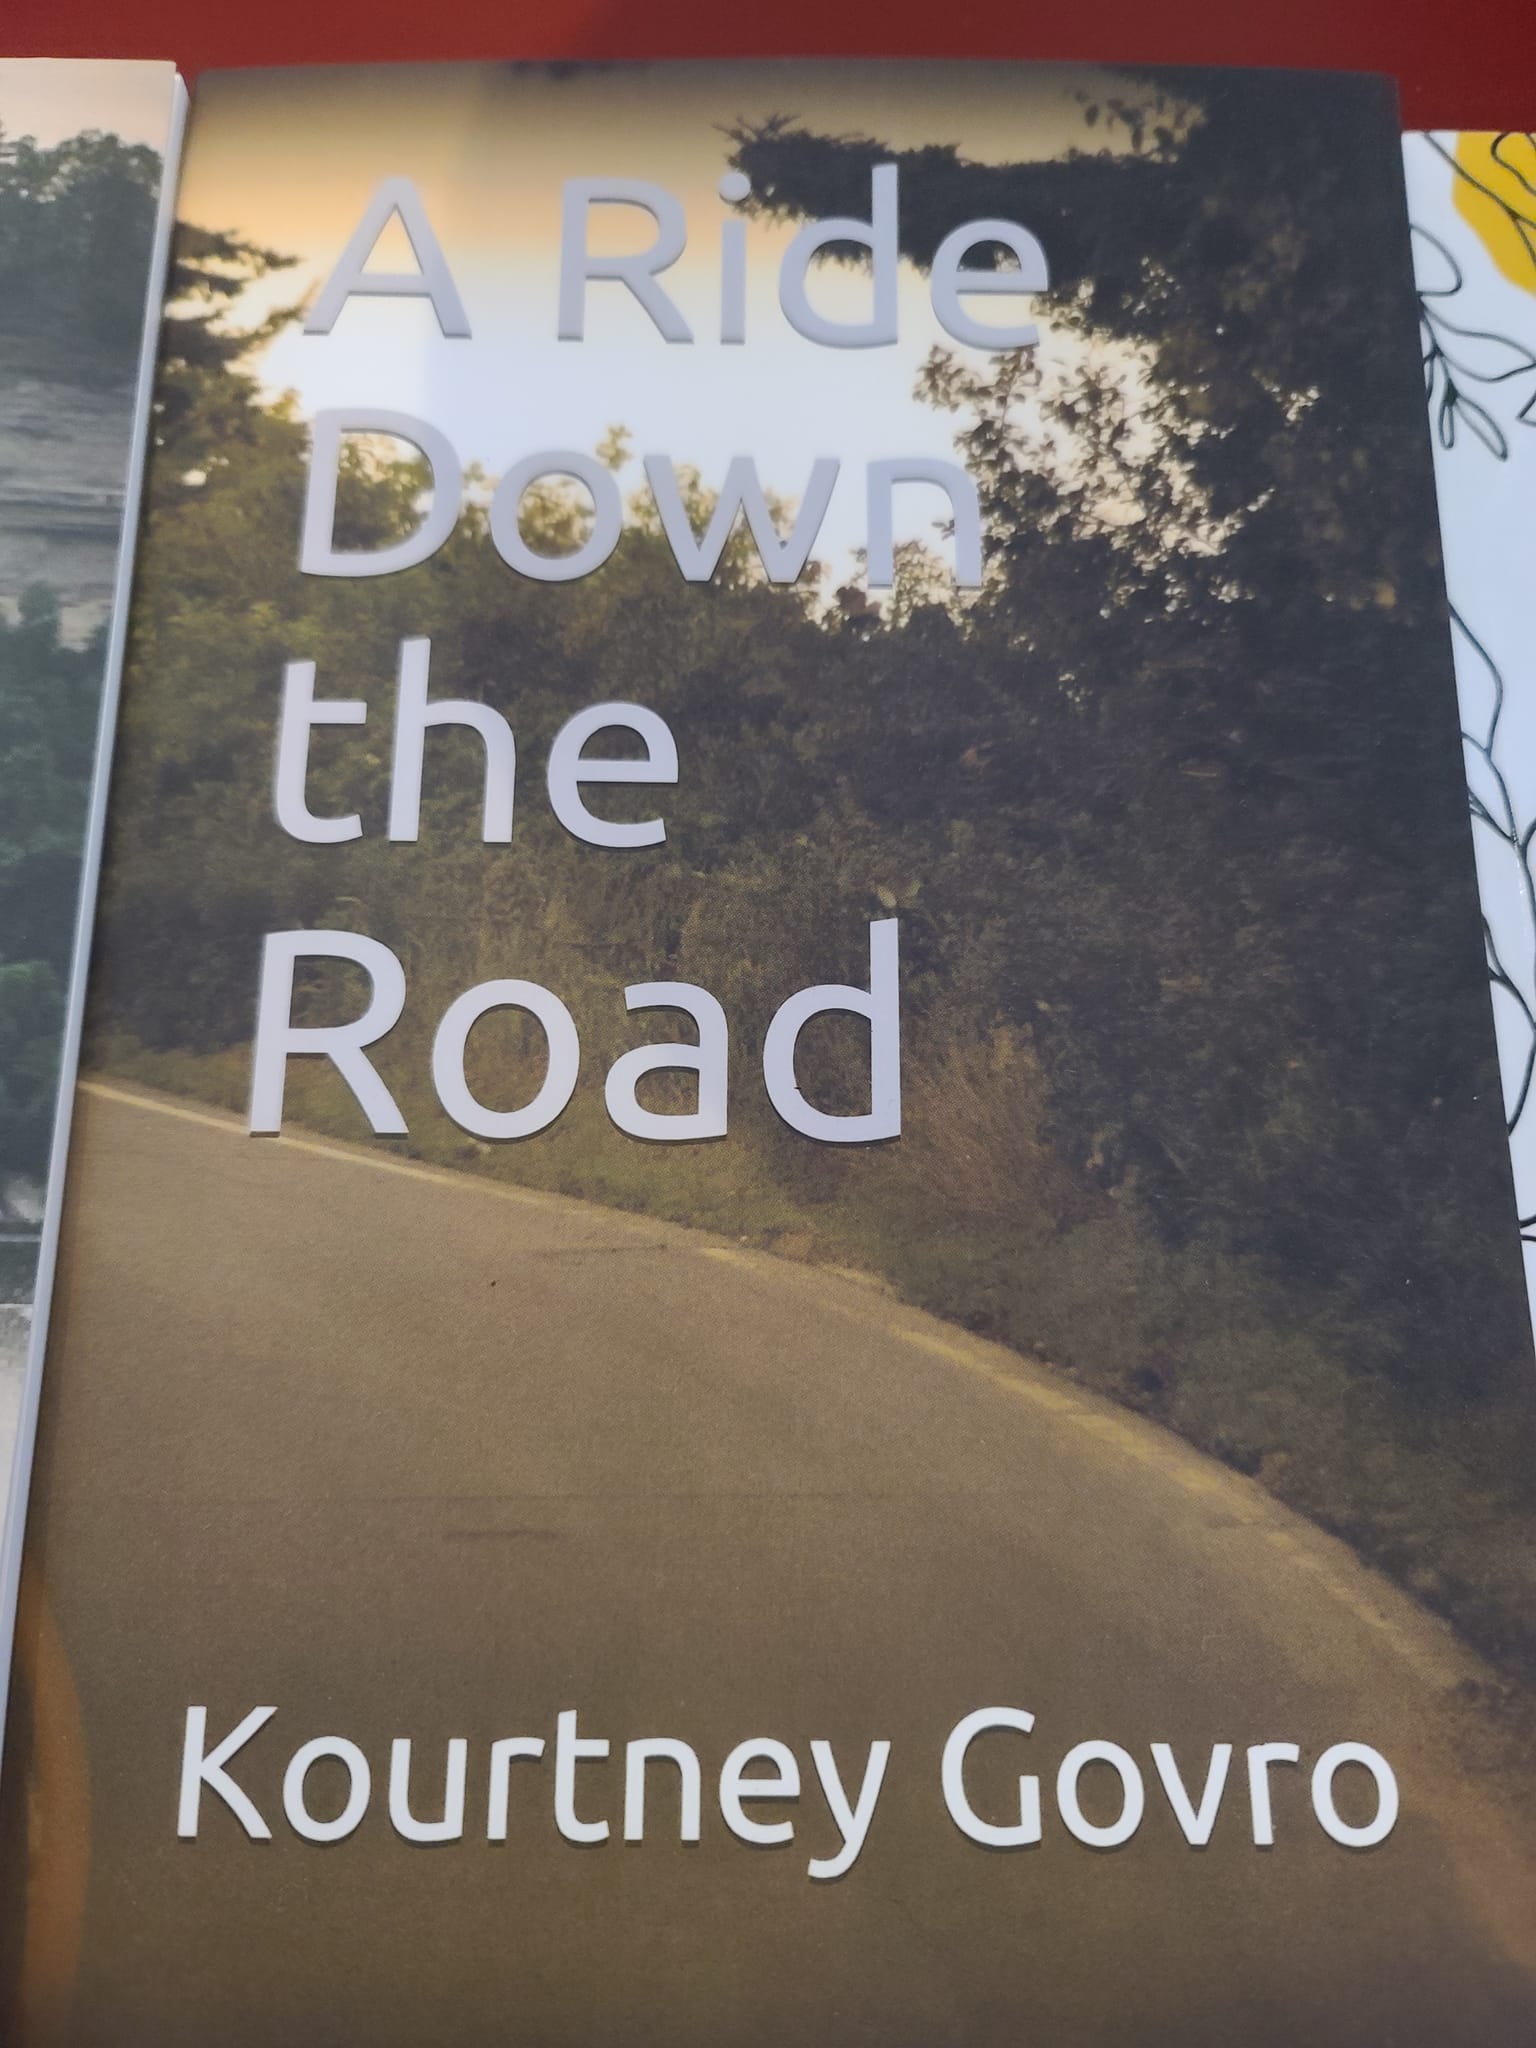 A Ride
Down
the
Road
Kourtney Govro